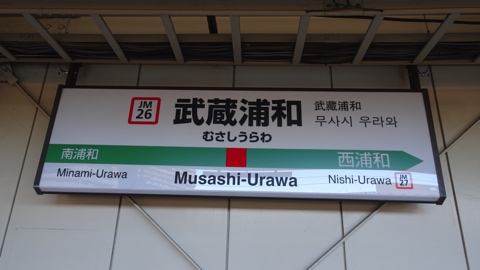 JM
26
武蔵浦和
むさしうらわ
武藏浦和
무사시 우라와
南浦和
Minami-Urawa
Musashi-Urawa
西浦和
Nishi-Urawa
JM
27